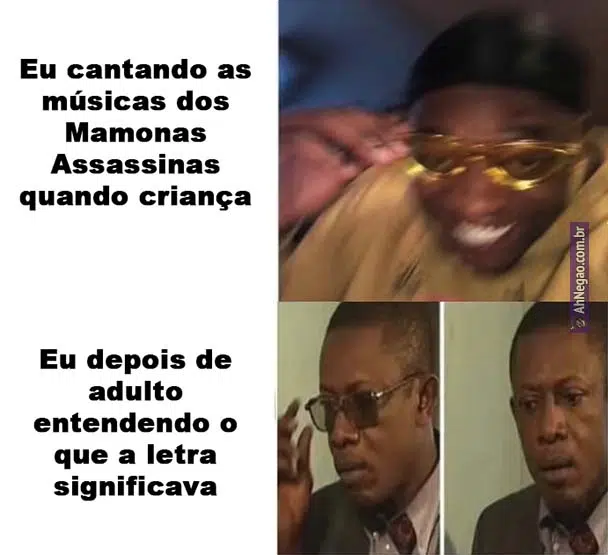 Eu cantando as
músicas dos
Mamonas
Assassinas
quando criança
AhNegao.com.br
Eu depois de
adulto
entendendo o
que a letra
significava